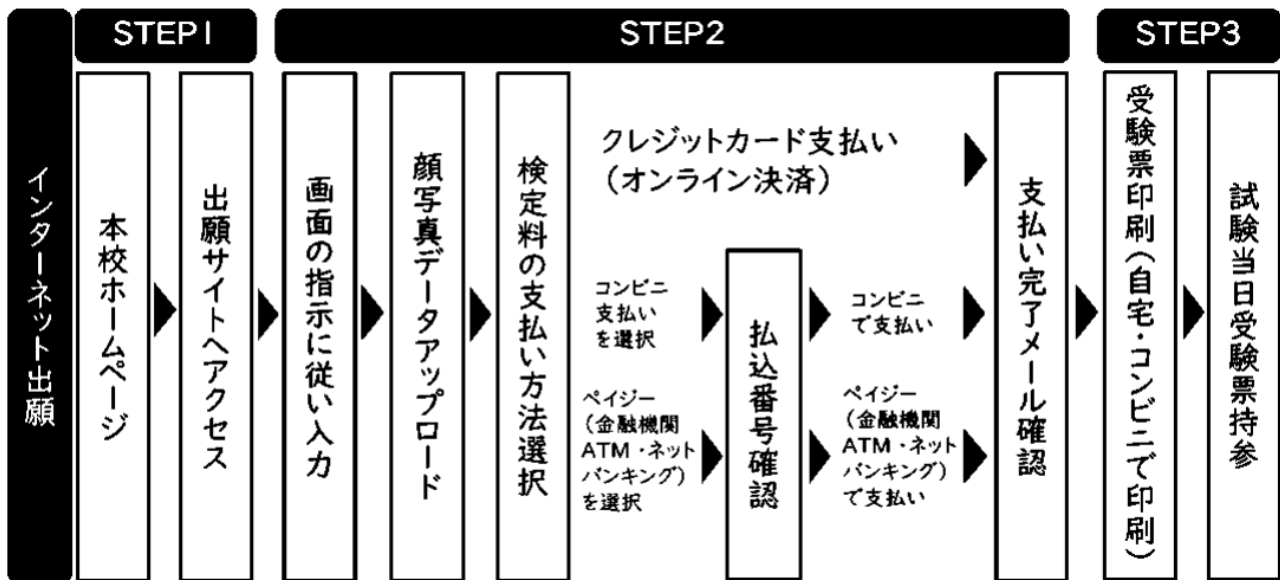 インターネット出願
STEP1
本校ホームページ
出願サイトへアクセス
STEP2
画面の指示に従い入力
顔写真データアップロード
検定料の支払い方法選択
クレジットカード支払い
（オンライン決済）
コンビニ
支払い
を選択
ペイジー
（金融機関
ATM・ネット
バンキング）
を選択
払込番号確認
コンビニ
で支払い
ペイジー
（金融機関
ATM・ネット
バンキング）
で支払い
支払い完了メール確認
STEP3
受験票印刷（自宅・コンビニで印刷）
試験当日受験票持参